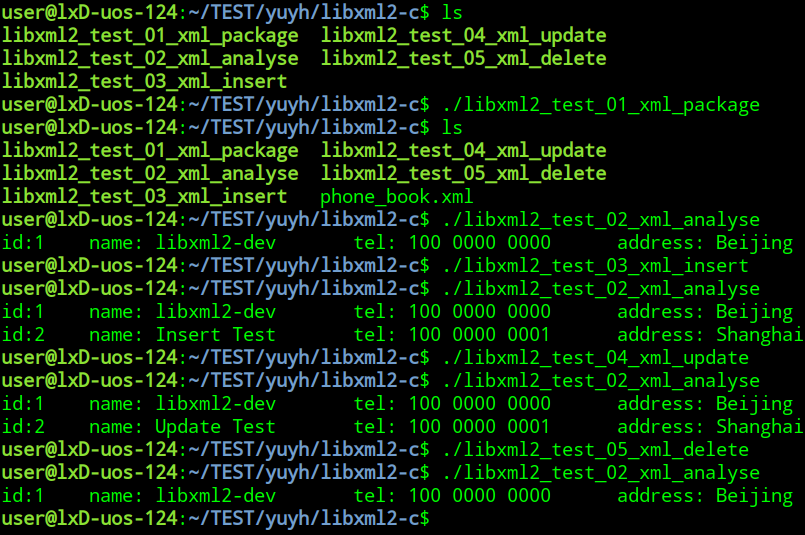 user@lxD-uos-124:~/TEST/yuyh/libxml2-c$ ls
libxml2_test_01_xml_package  libxml2_test_04_xml_update
libxml2_test_02_xml_analyse  libxml2_test_05_xml_delete
libxml2_test_03_xml_insert
user@lxD-uos-124:~/TEST/yuyh/libxml2-c$ ./libxml2_test_01_xml_package
user@lxD-uos-124:~/TEST/yuyh/libxml2-c$ ls
libxml2_test_01_xml_package  libxml2_test_04_xml_update
libxml2_test_02_xml_analyse  libxml2_test_05_xml_delete
libxml2_test_03_xml_insert   phone_book.xml
user@lxD-uos-124:~/TEST/yuyh/libxml2-c$ ./libxml2_test_02_xml_analyse
id:1    name: libxml2-dev       tel: 100 0000 0000      address: Beijing
user@lxD-uos-124:~/TEST/yuyh/libxml2-c$ ./libxml2_test_03_xml_insert
user@lxD-uos-124:~/TEST/yuyh/libxml2-c$ ./libxml2_test_02_xml_analyse
id:1    name: libxml2-dev       tel: 100 0000 0000      address: Beijing
id:2    name: Insert Test       tel: 100 0000 0001      address: Shanghai
user@lxD-uos-124:~/TEST/yuyh/libxml2-c$ ./libxml2_test_04_xml_update
user@lxD-uos-124:~/TEST/yuyh/libxml2-c$ ./libxml2_test_02_xml_analyse
id:1    name: libxml2-dev       tel: 100 0000 0000      address: Beijing
id:2    name: Update Test       tel: 100 0000 0001      address: Shanghai
user@lxD-uos-124:~/TEST/yuyh/libxml2-c$ ./libxml2_test_05_xml_delete
user@lxD-uos-124:~/TEST/yuyh/libxml2-c$ ./libxml2_test_02_xml_analyse
id:1    name: libxml2-dev       tel: 100 0000 0000      address: Beijing
user@lxD-uos-124:~/TEST/yuyh/libxml2-c$